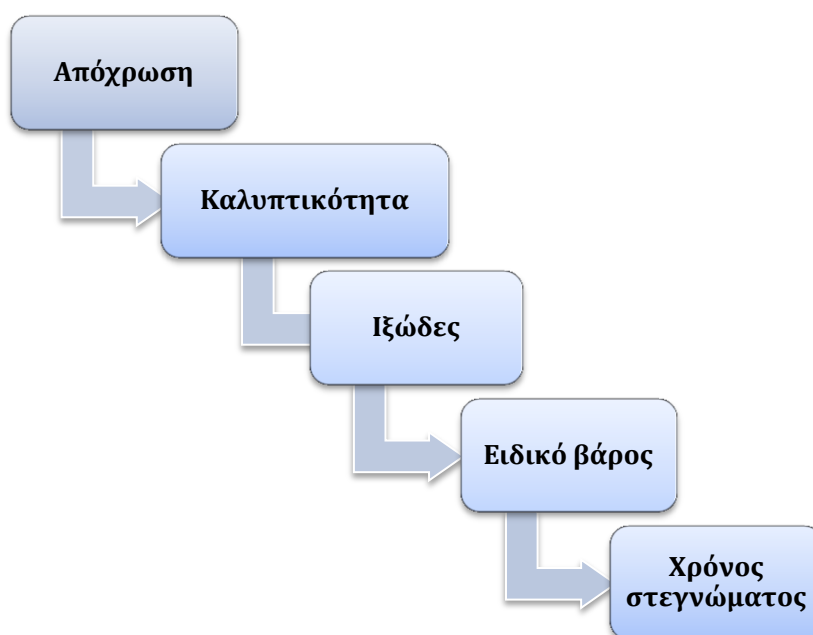 Απόχρωση
Καλυπτικότητα
Ιξώδες
Ειδικό βάρος
Χρόνος
στεγνώματος